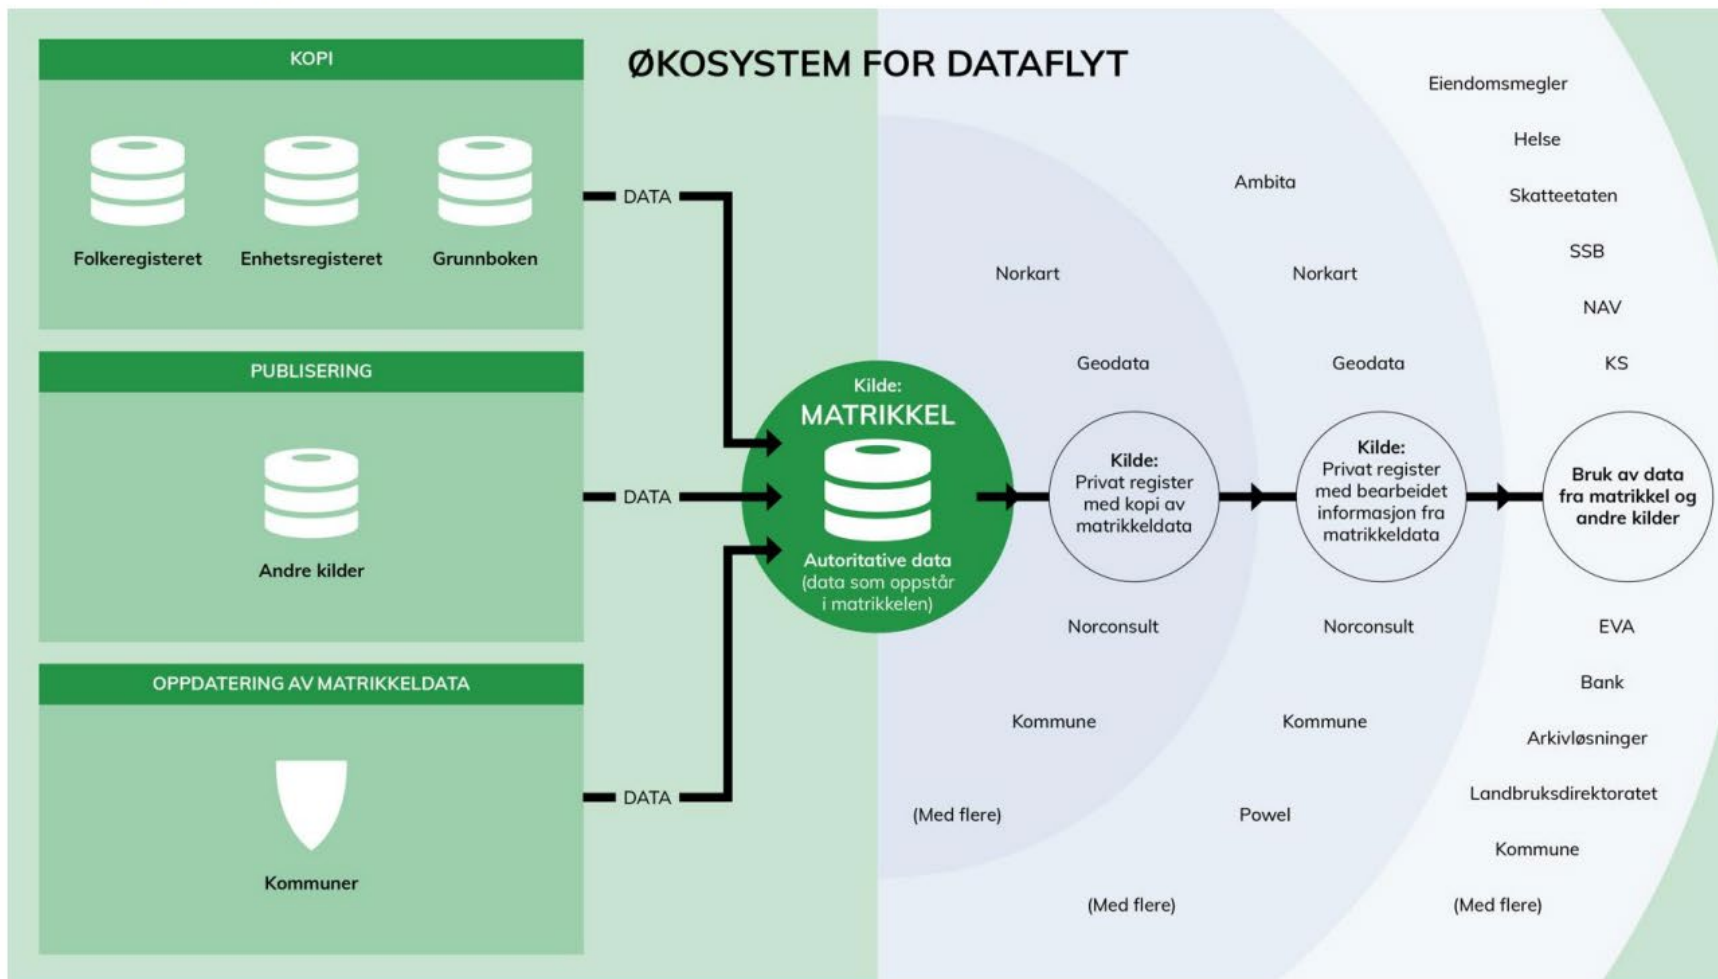 ØKOSYSTEM FOR DATAFLYT
KOPI
Folkeregisteret
Enhetsregisteret
Grunnboken
DATA
PUBLISERING
Andre kilder
DATA
OPPDATERING AV MATRIKKELDATA
Kommuner
DATA
Kilde:
MATRIKKEL
Autoritative data
(data som oppstår
i matrikkelen)
Norkart
Geodata
Kilde:
Privat register
med kopi av
matrikkeldata
Norconsult
Kommune
(Med flere)
Ambita
Norkart
Geodata
Kilde:
Privat register
med bearbeidet
informasjon fra
matrikkeldata
Norconsult
Kommune
Powel
(Med flere)
Eiendomsmegler
Helse
Skatteetaten
SSB
NAV
KS
Bruk av data
fra matrikkel og
andre kilder
EVA
Bank
Arkivløsninger
Landbruksdirektoratet
Kommune
(Med flere)